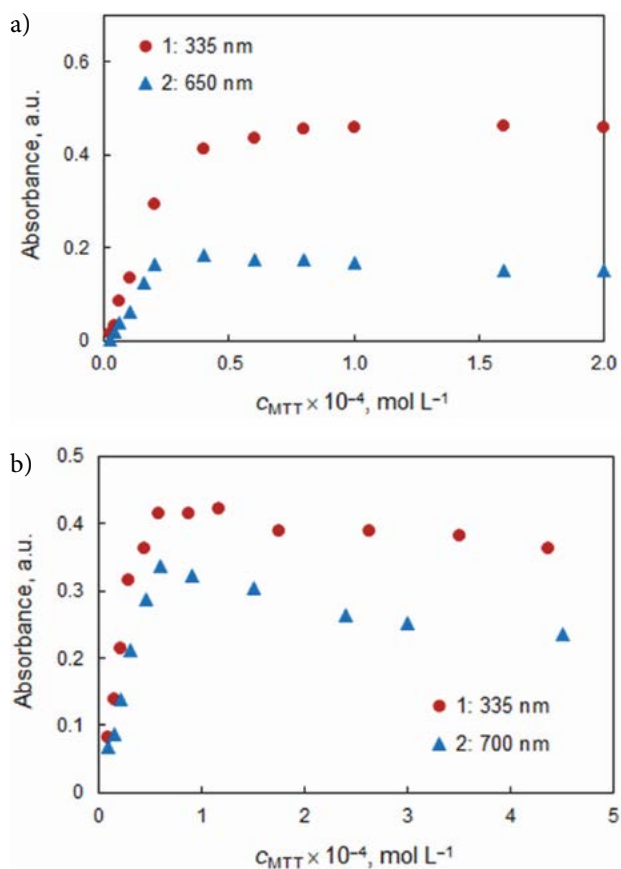 a)
1: 335 nm
2: 650 nm
0.6
0.4
0.2
0
Absorbance, a.u.
0.0 0.5 1.0 1.5 2.0
cMTT × 10⁻⁴, mol L⁻¹
b)
0.5
0.4
0.3
0.2
0.1
0
Absorbance, a.u.
1: 335 nm
2: 700 nm
0 1 2 3 4 5
cMTT × 10⁻⁴, mol L⁻¹